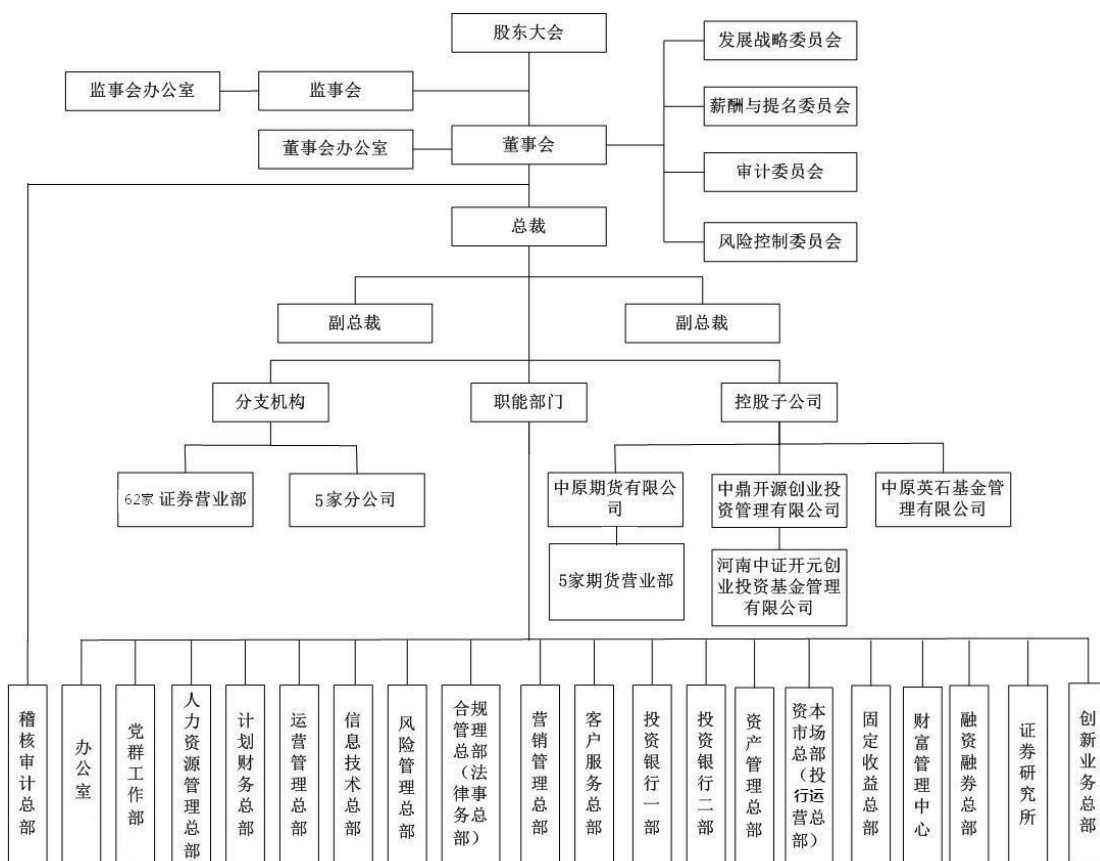 股东大会
发展战略委员会
监事会办公室
监事会
薪酬与提名委员会
董事会办公室
董事会
审计委员会
总裁
风险控制委员会
副总裁
副总裁
分支机构
职能部门
控股子公司
62家 证券营业部
5家分公司
中原期货有限公
司
中鼎开源创业投
资管理有限公司
中原英石基金管
理有限公司
5家期货营业部
河南中证开元创
业投资基金管理
有限公司
稽核审计总部
办公室
党群工作部
人力资源管理总部
计划财务总部
运营管理总部
信息技术总部
风险管理总部
合规
管理
总部
（法
律事
务总
部）
营销管理总部
客户服务总部
投资银行一部
投资银行二部
资产管理总部
资本
市场
总部
（投
行运
营总
部）
固定收益总部
财富管理中心
融资融券总部
证券研究所
创新业务总部